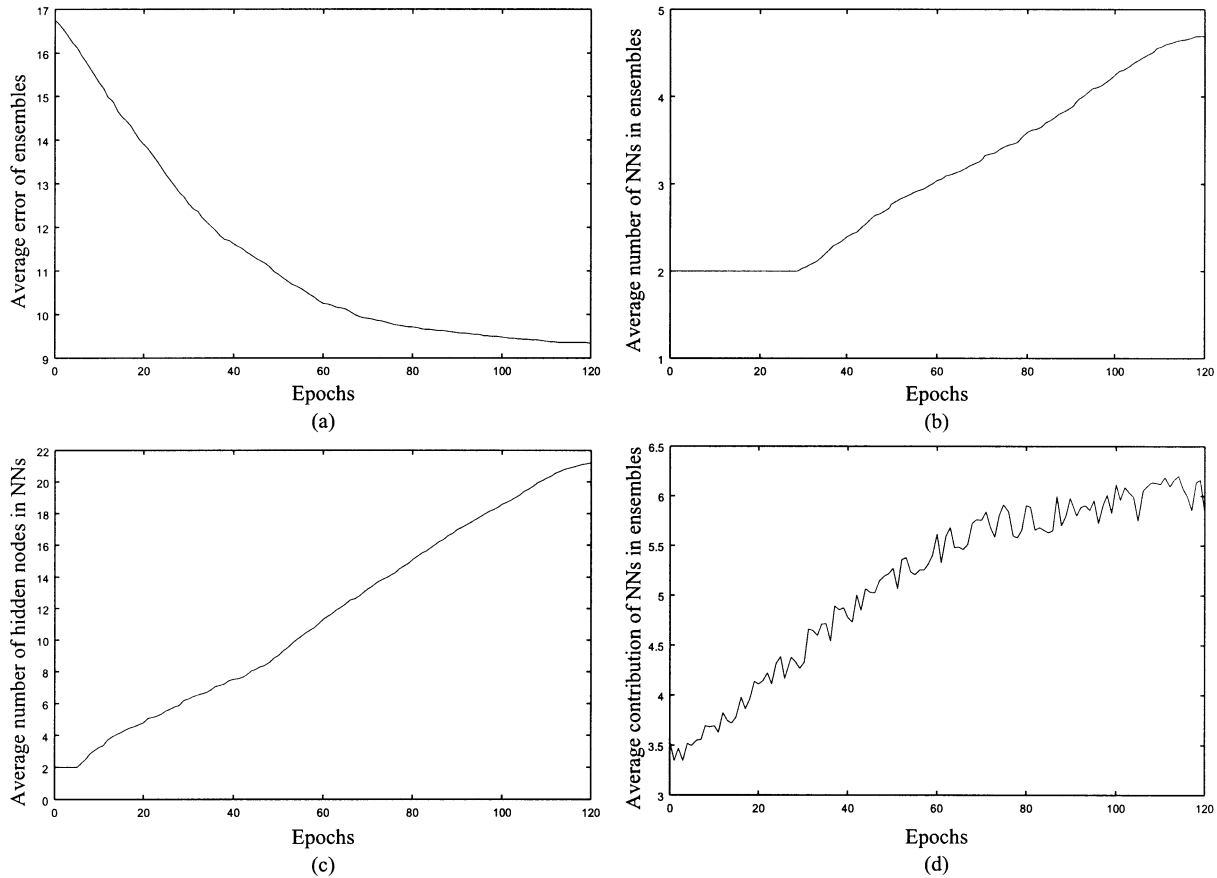 17
16
15
14
13
12
11
10
9
Average error of ensembles
0 20 40 60 80 100 120
Epochs
(a)
5
4
3
2
1
Average number of NNs in ensembles
0 20 40 60 80 100 120
Epochs
(b)
22
20
18
16
14
12
10
8
6
4
2
0
Average number of hidden nodes in NNs
0 20 40 60 80 100 120
Epochs
(c)
6.5
6
5.5
5
4.5
4
3.5
3
Average contribution of NNs in ensembles
0 20 40 60 80 100 120
Epochs
(d)